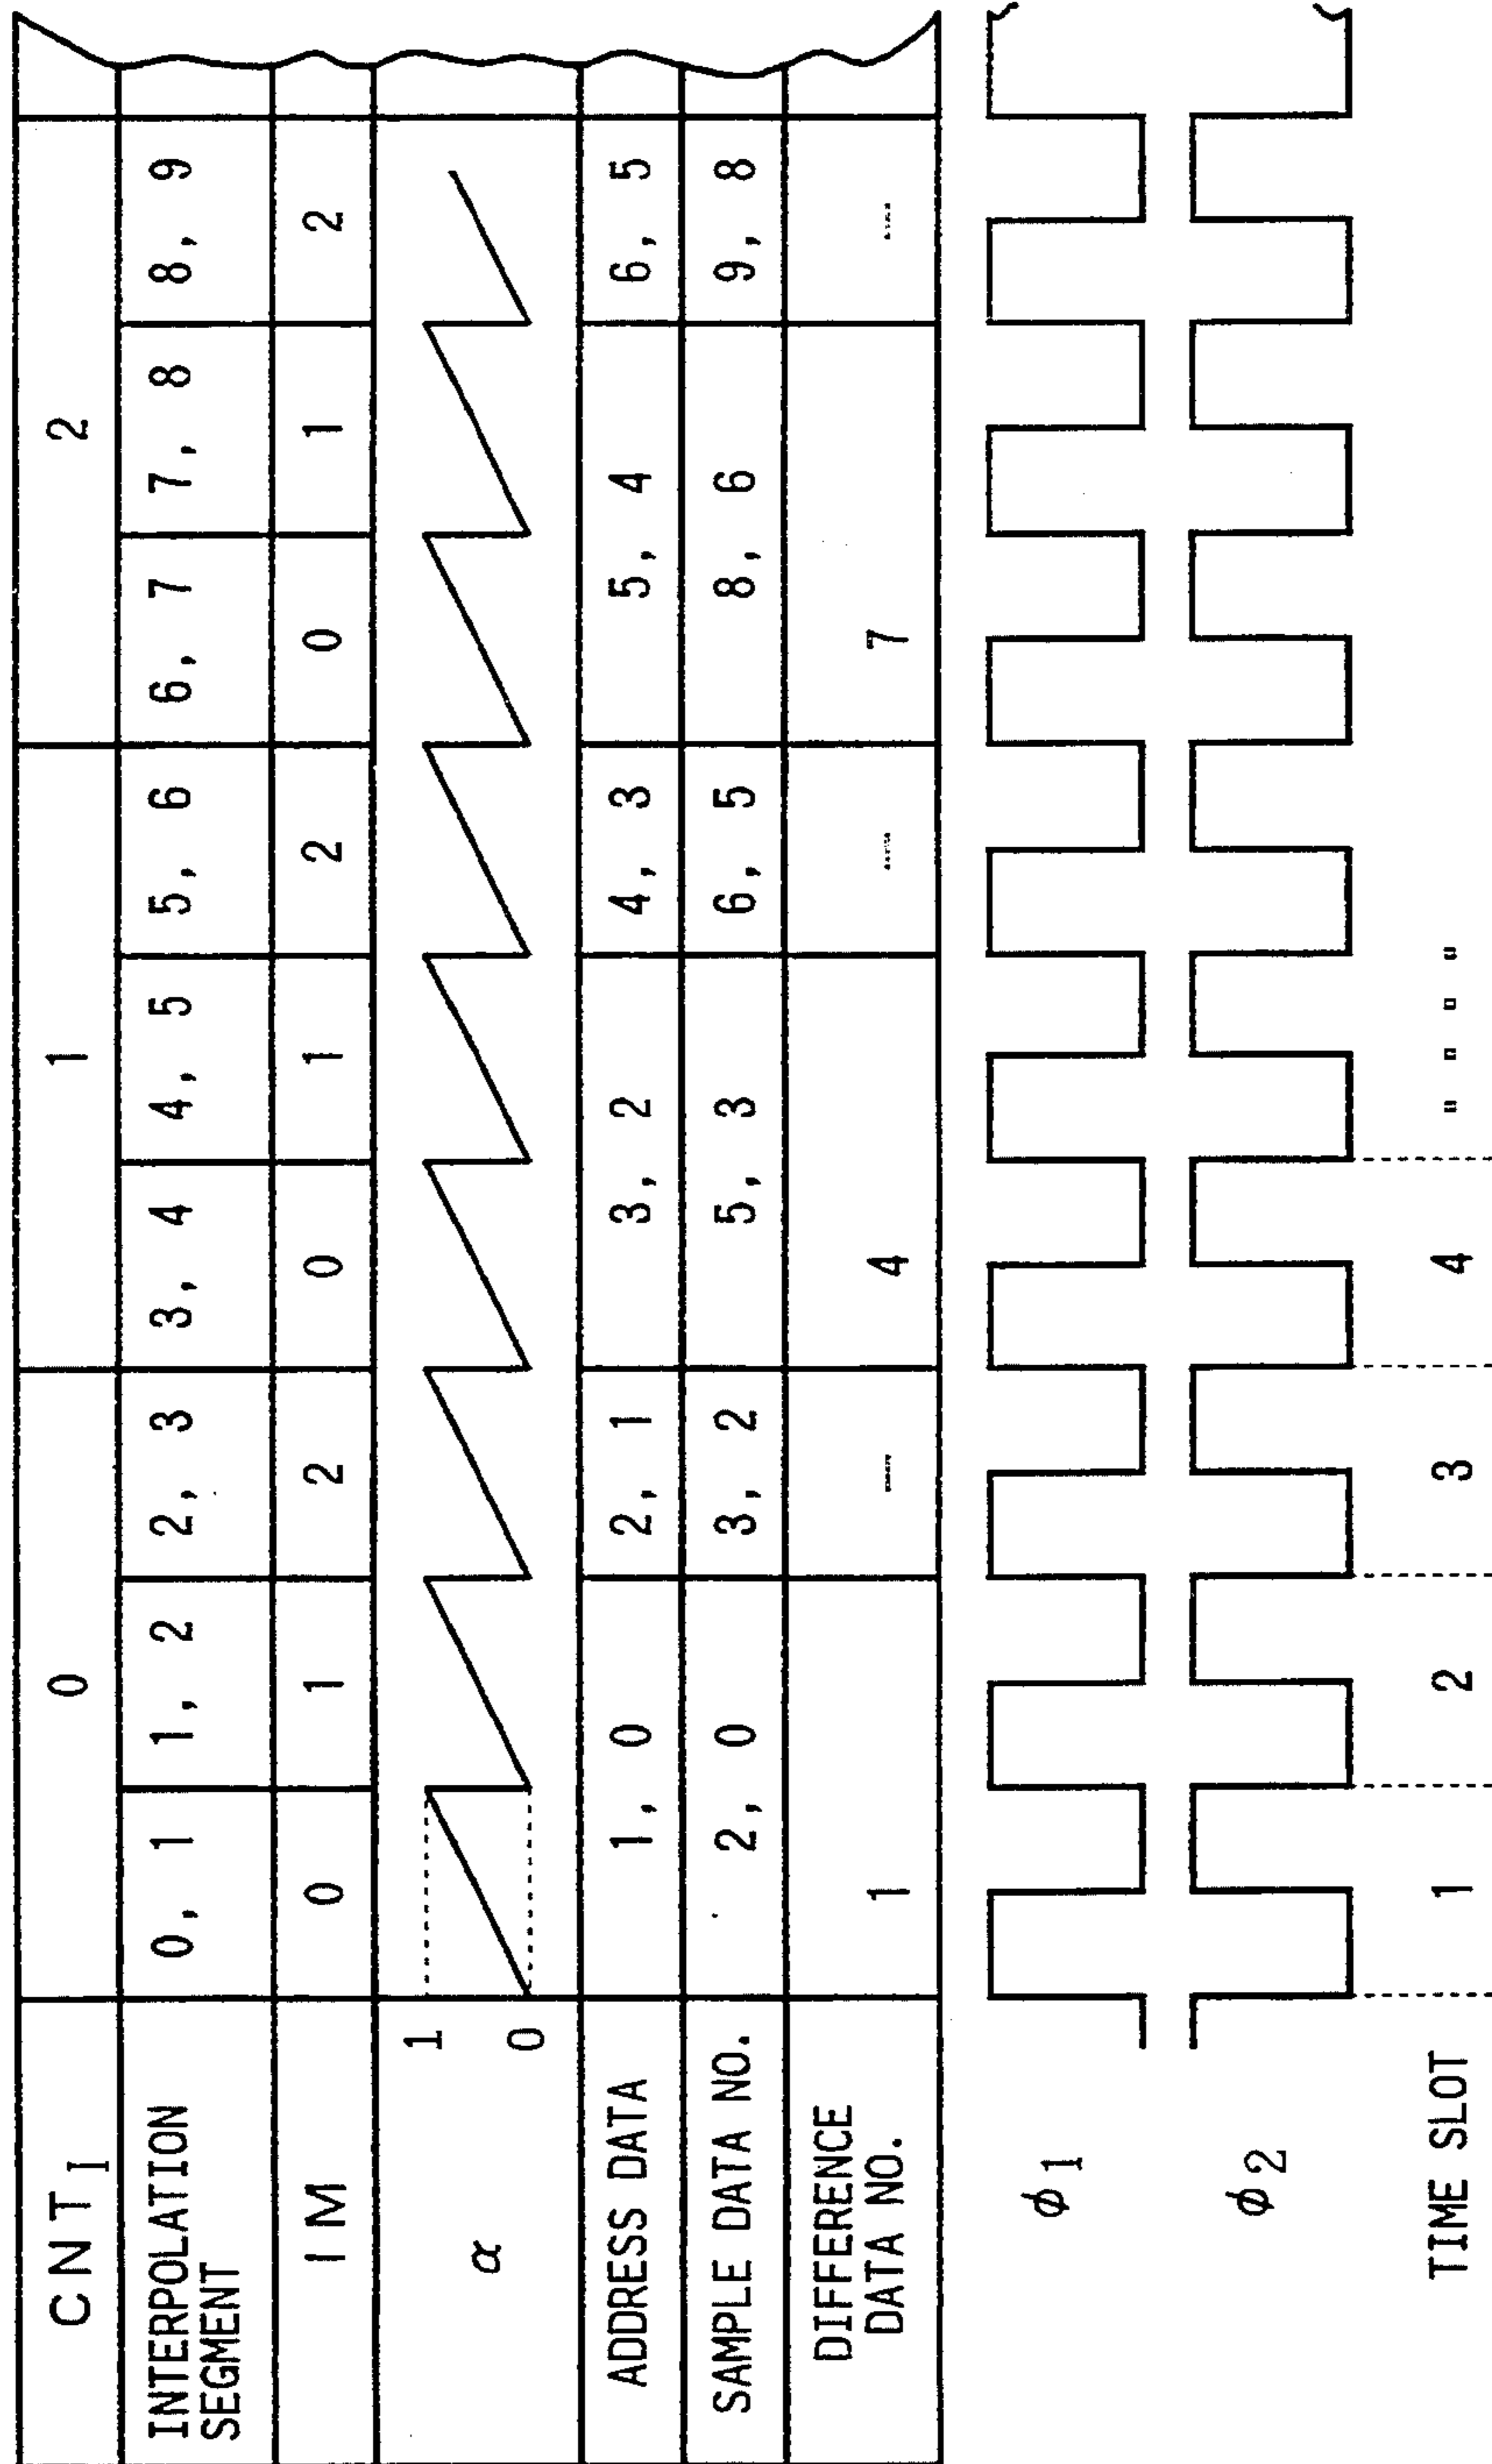 CNT I 0 1 2
INTERPOLATION SEGMENT 0, 1 1, 2 2, 3 3, 4 4, 5 5, 6 6, 7 7, 8 8, 9
IM 0 1 2 0 1 2 0 1 2
α 1 0
ADDRESS DATA 1, 0 2, 1 3, 2 4, 3 5, 4 6, 5
SAMPLE DATA NO. 2, 0 3, 2 5, 3 6, 5 8, 6 9, 8
DIFFERENCE DATA NO. 1 ---- 4 ---- 7 ----
ϕ1
ϕ2
TIME SLOT 1 2 3 4 . . . .